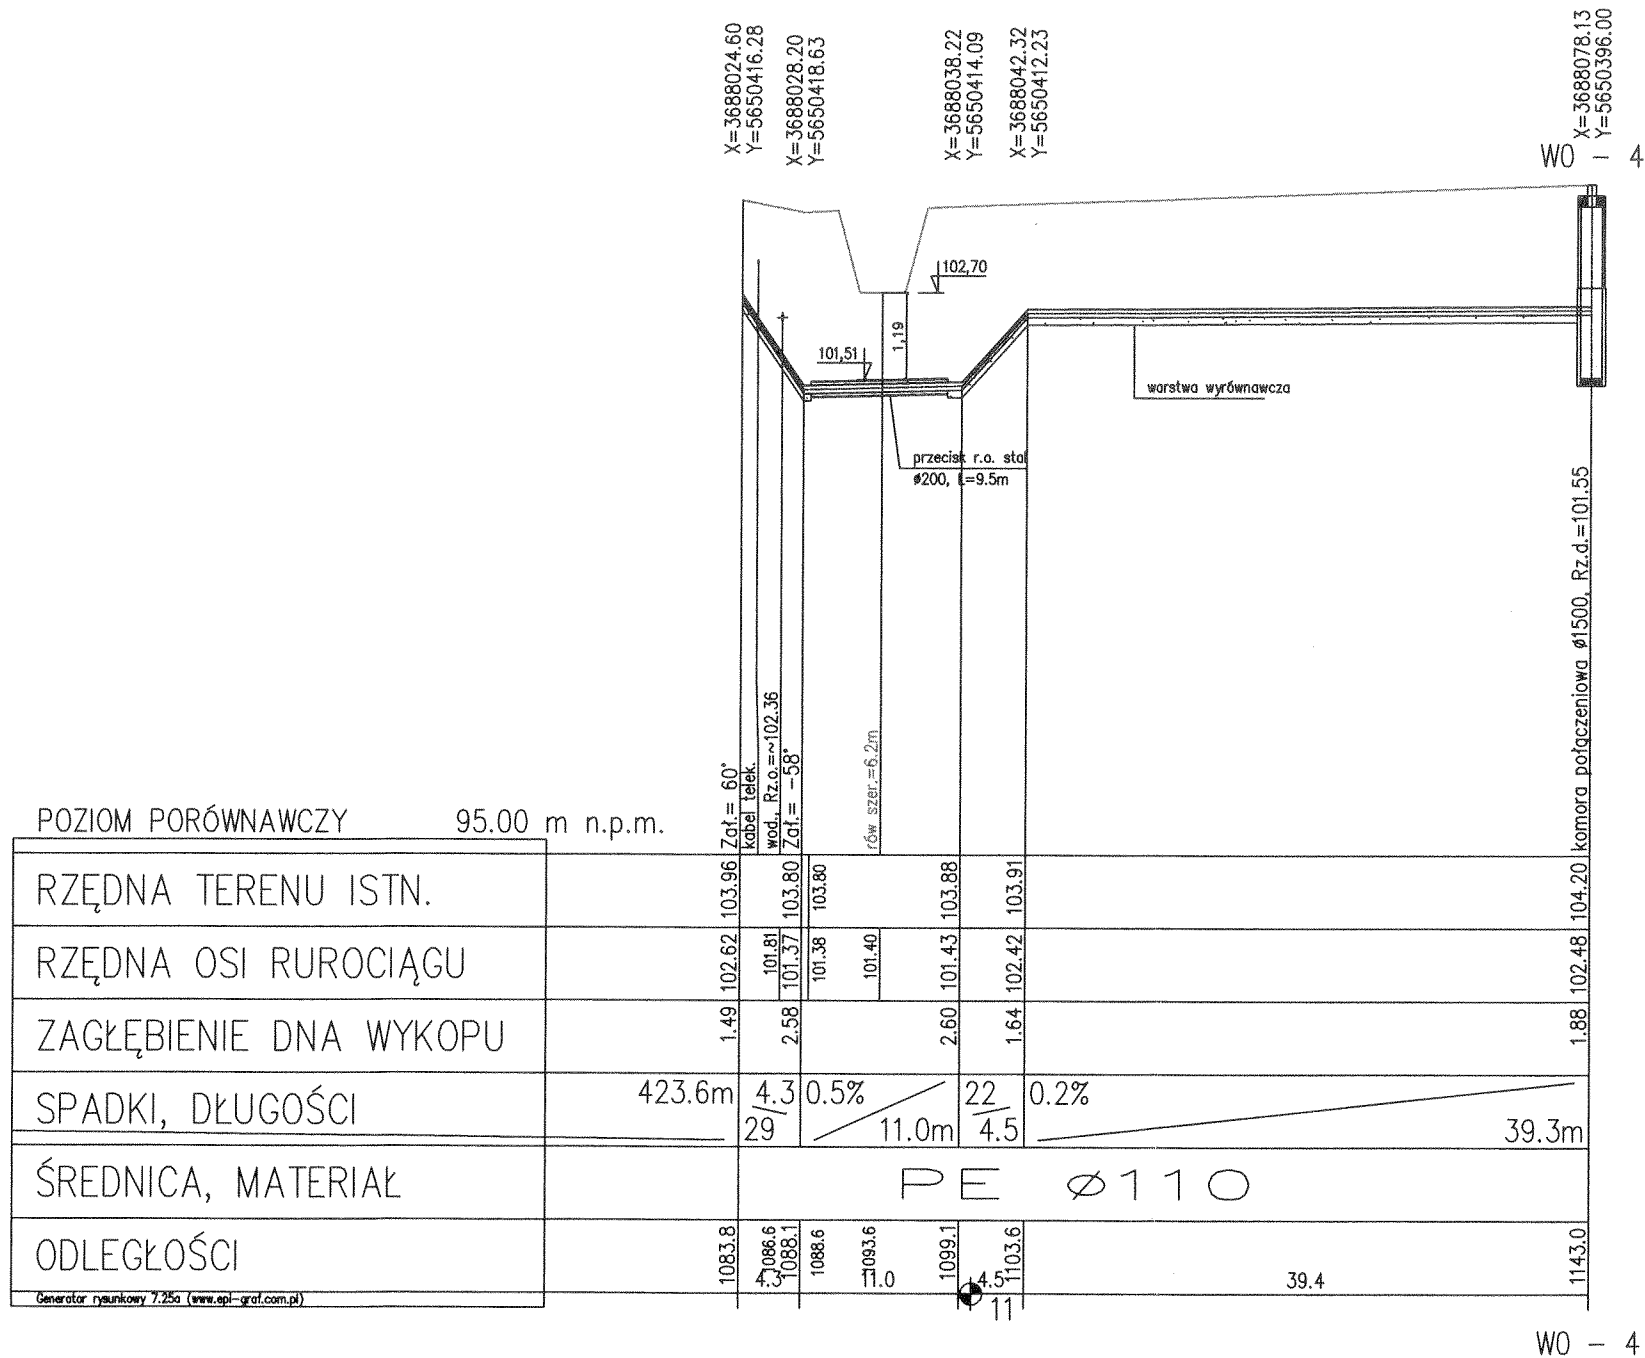 X=3688024.60
Y=5650416.28
X=3688028.20
Y=5650418.63
X=3688038.22
Y=5650414.09
X=3688042.32
Y=5650412.23
X=3688078.13
Y=5650396.00
WO - 4
102,70
1,19
101,51
warstwa wyrównawcza
przecisk r.o. stal
ø200, L=9.5m
Zał.= 60°
kabel telek.
wod., Rz.o.=~102.36
Zał.= -58°
rów szer.=6.2m
komora połączeniowa ø1500, Rz.d.=101.55
POZIOM PORÓWNAWCZY 95.00 m n.p.m.
RZĘDNA TERENU ISTN. 103.96 103.80 103.80 103.88 103.91 104.20
RZĘDNA OSI RUROCIĄGU 102.62 101.81 101.37 101.38 101.40 101.43 102.42 102.48
ZAGŁĘBIENIE DNA WYKOPU 1.49 2.58 2.60 1.64 1.88
SPADKI, DŁUGOŚCI 423.6m 4.3 29 0.5% 11.0m 22 4.5 0.2% 39.3m
ŚREDNICA, MATERIAŁ PE ø110
ODLEGŁOŚCI 1083.8 1086.6 1088.1 1088.6 1093.6 1099.1 1103.6 1143.0
4.3 11.0 4.5 39.4
11
Generator rysunkowy 7.25a (www.epi-graf.com.pl)
WO - 4